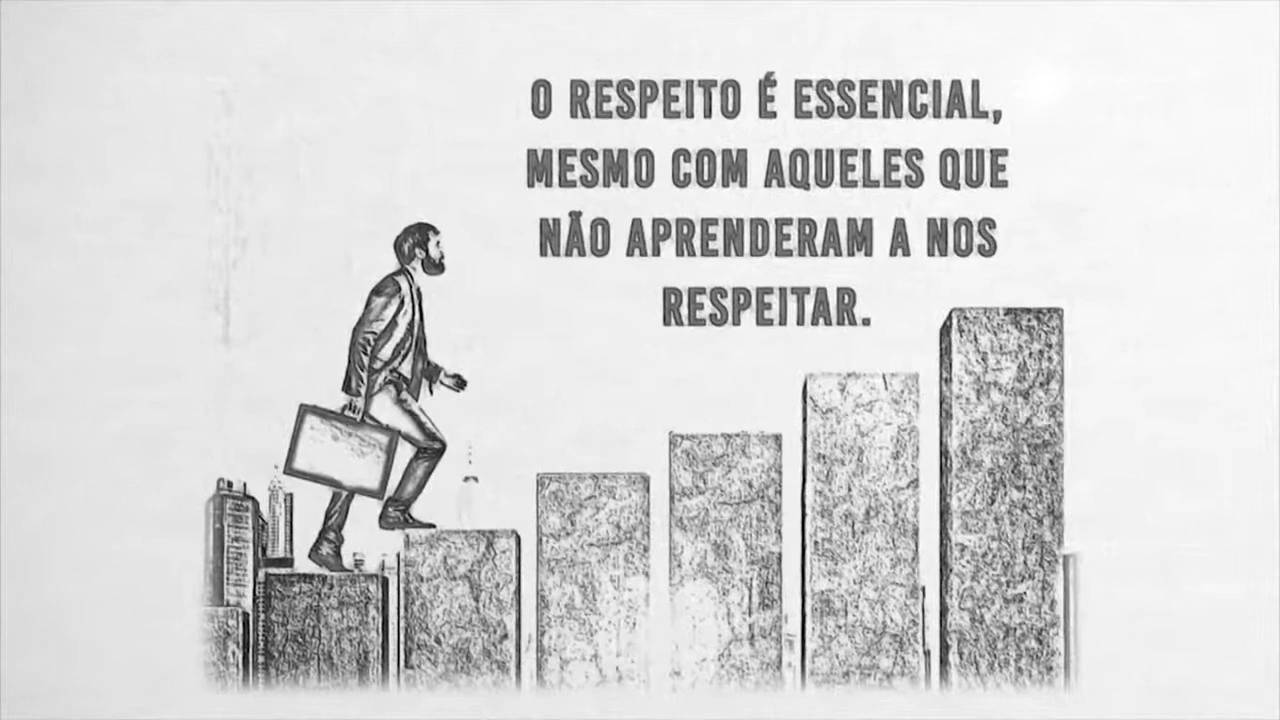 O RESPEITO É ESSENCIAL,
MESMO COM AQUELES QUE
NÃO APRENDERAM A NOS
RESPEITAR.